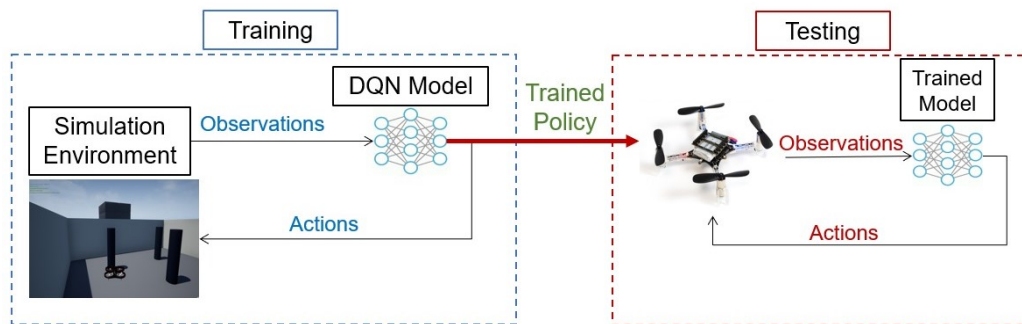 Training
Testing
DQN Model
Trained
Policy
Trained
Model
Simulation
Environment
Observations
Observations
Actions
Actions